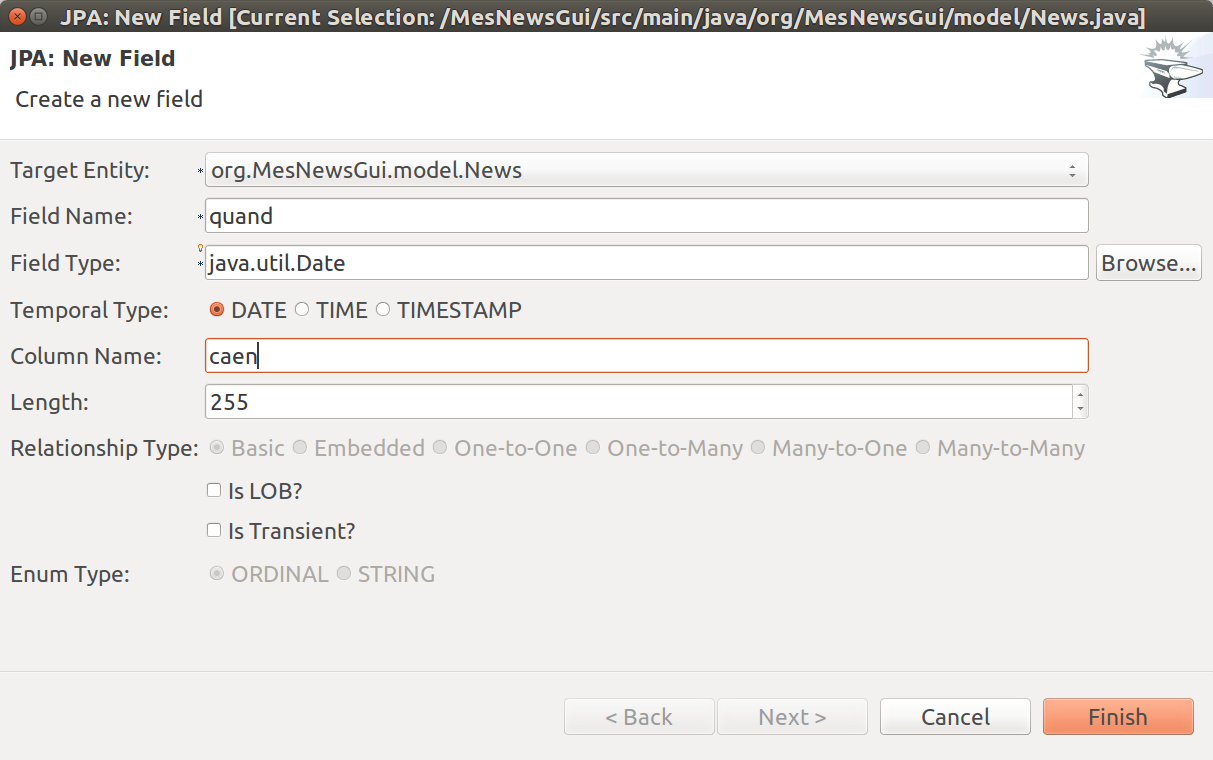 JPA: New Field [Current Selection: /MesNewsGui/src/main/java/org/MesNewsGui/model/News.java]
JPA: New Field
Create a new field
Target Entity: * org.MesNewsGui.model.News
Field Name: * quand
Field Type: * java.util.Date Browse...
Temporal Type: DATE TIME TIMESTAMP
Column Name: caen
Length: 255
Relationship Type: Basic Embedded One-to-One One-to-Many Many-to-One Many-to-Many
Is LOB?
Is Transient?
Enum Type: ORDINAL STRING
< Back Next > Cancel Finish